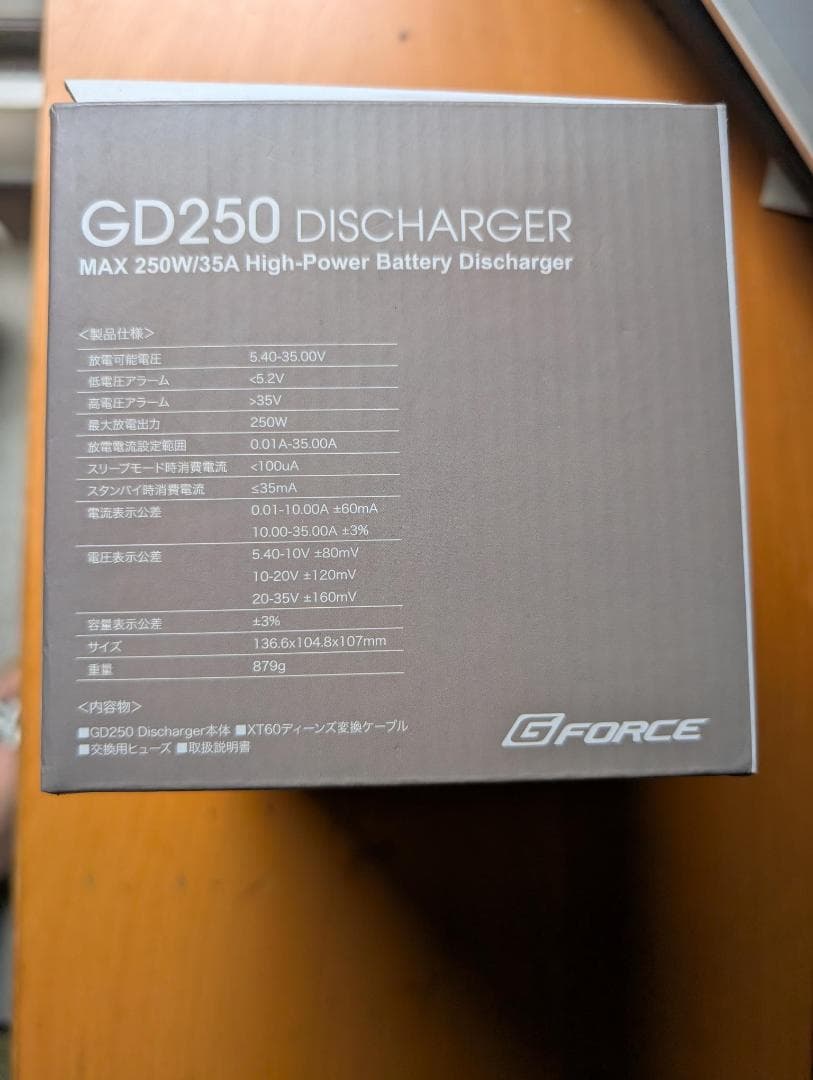 GD250 DISCHARGER
MAX 250W/35A High-Power Battery Discharger
<製品仕様>
放電可能電圧 5.40-35.00V
低電圧アラーム <5.2V
高電圧アラーム >35V
最大放電出力 250W
放電電流設定範囲 0.01A-35.00A
スリープモード時消費電流 <100uA
スタンバイ時消費電流 ≤35mA
電流表示公差 0.01-10.00A ±60mA
10.00-35.00A ±3%
電圧表示公差 5.40-10V ±80mV
10-20V ±120mV
20-35V ±160mV
容量表示公差 ±3%
サイズ 136.6x104.8x107mm
重量 879g
<内容物>
■GD250 Discharger本体 ■XT60ディーンズ変換ケーブル
■交換用ヒューズ ■取扱説明書
G FORCE